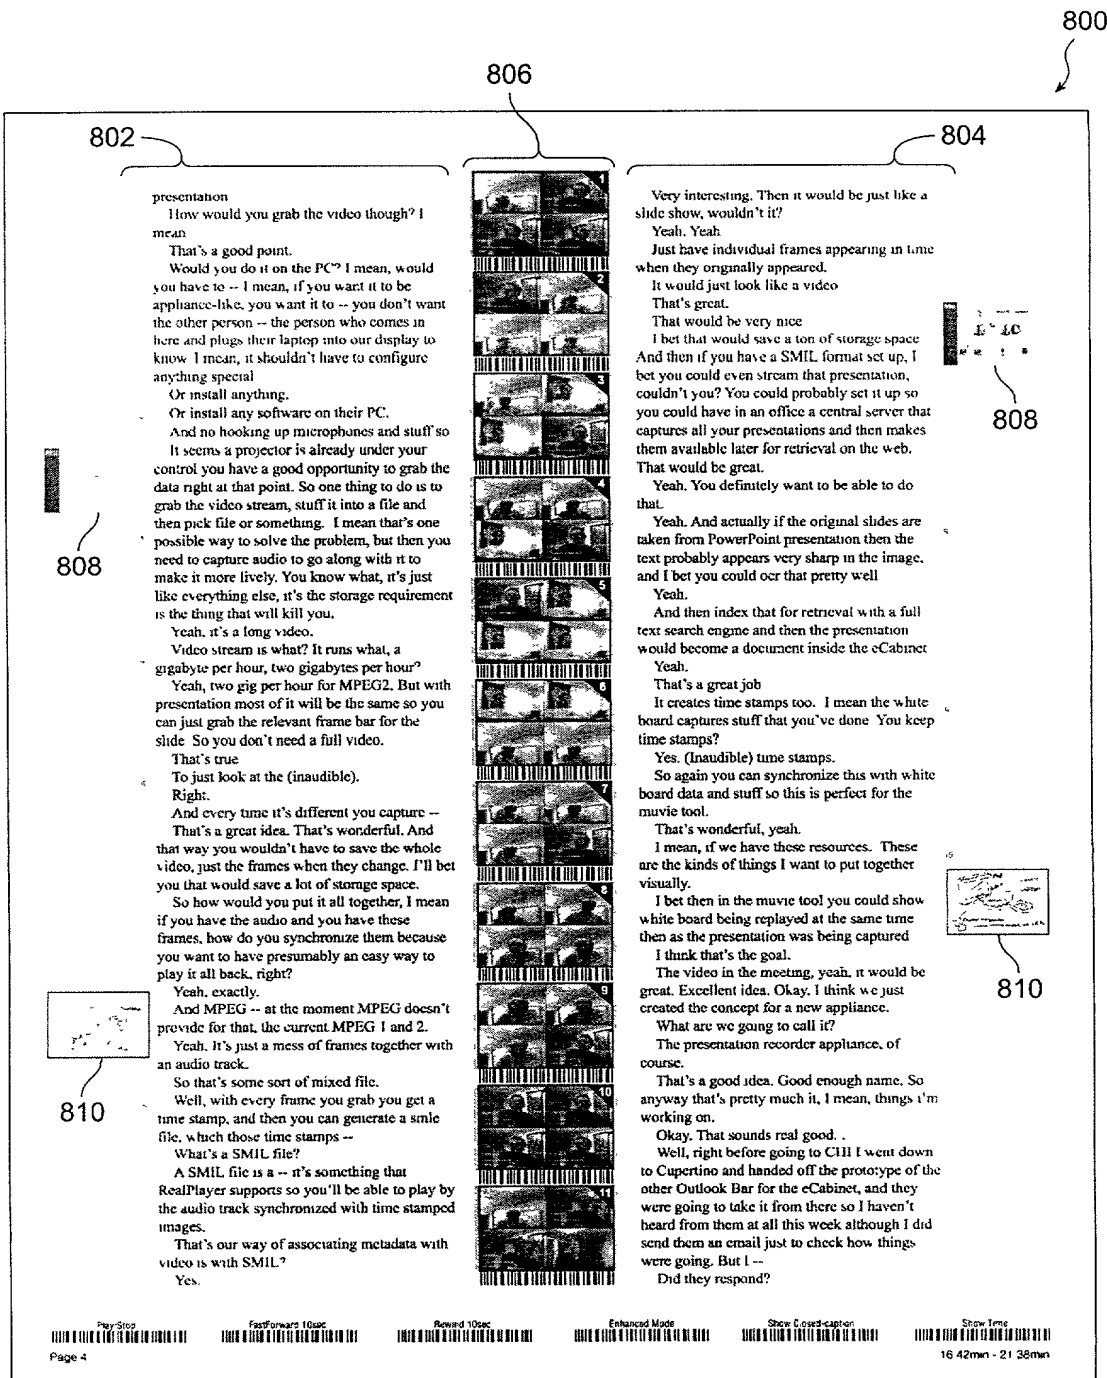 800
806
802
804
presentation
How would you grab the video though? I
mean
That's a good point.
Would you do it on the PC? I mean, would
you have to -- I mean, if you want it to be
appliance-like, you want it to -- you don't want
the other person -- the person who comes in
here and plugs their laptop into our display to
know I mean, it shouldn't have to configure
anything special
Or install anything.
Or install any software on their PC.
And no hooking up microphones and stuff so
It seems a projector is already under your
control you have a good opportunity to grab the
data right at that point. So one thing to do is to
grab the video stream, stuff it into a file and
then pick file or something. I mean that's one
possible way to solve the problem, but then you
need to capture audio to go along with it to
make it more lively. You know what, it's just
like everything else, it's the storage requirement
is the thing that will kill you.
Yeah, it's a long video.
Video stream is what? It runs what, a
gigabyte per hour, two gigabytes per hour?
Yeah, two gig per hour for MPEG2. But with
presentation most of it will be the same so you
can just grab the relevant frame bar for the
slide So you don't need a full video.
That's true
To just look at the (inaudible).
Right.
And every time it's different you capture --
That's a great idea. That's wonderful. And
that way you wouldn't have to save the whole
video, just the frames when they change. I'll bet
you that would save a lot of storage space.
So how would you put it all together, I mean
if you have the audio and you have these
frames, how do you synchronize them because
you want to have presumably an easy way to
play it all back, right?
Yeah, exactly.
And MPEG -- at the moment MPEG doesn't
provide for that, the current MPEG 1 and 2.
Yeah. It's just a mess of frames together with
an audio track.
So that's some sort of mixed file.
Well, with every frame you grab you get a
time stamp, and then you can generate a smile
file, which those time stamps --
What's a SMIL file?
A SMIL file is a -- it's something that
RealPlayer supports so you'll be able to play by
the audio track synchronized with time stamped
images.
That's our way of associating metadata with
video is with SMIL?
Yes.
808
810
1
2
3
4
5
6
7
8
9
10
11
Very interesting. Then it would be just like a
slide show, wouldn't it?
Yeah. Yeah
Just have individual frames appearing in time
when they originally appeared.
It would just look like a video
That's great.
That would be very nice
I bet that would save a ton of storage space
And then if you have a SMIL format set up, I
bet you could even stream that presentation,
couldn't you? You could probably set it up so
you could have in an office a central server that
captures all your presentations and then makes
them available later for retrieval on the web.
That would be great.
Yeah. You definitely want to be able to do
that.
Yeah. And actually if the original slides are
taken from PowerPoint presentation then the
text probably appears very sharp in the image,
and I bet you could ocr that pretty well
Yeah.
And then index that for retrieval with a full
text search engine and then the presentation
would become a document inside the eCabinet
Yeah.
That's a great job
It creates time stamps too. I mean the white
board captures stuff that you've done You keep
time stamps?
Yes. (Inaudible) time stamps.
So again you can synchronize this with white
board data and stuff so this is perfect for the
muvie tool.
That's wonderful, yeah.
I mean, if we have these resources. These
are the kinds of things I want to put together
visually.
I bet then in the muvie tool you could show
white board being replayed at the same time
then as the presentation was being captured
I think that's the goal.
The video in the meeting, yeah, it would be
great. Excellent idea. Okay. I think we just
created the concept for a new appliance.
What are we going to call it?
The presentation recorder appliance, of
course.
That's a good idea. Good enough name. So
anyway that's pretty much it, I mean, things i'm
working on.
Okay. That sounds real good. .
Well, right before going to CHI I went down
to Cupertino and handed off the prototype of the
other Outlook Bar for the eCabinet, and they
were going to take it from there so I haven't
heard from them at all this week although I did
send them an email just to check how things
were going. But I --
Did they respond?
808
810
Play-Stop
FastForward 10sec
Rewind 10sec
Enhanced Mode
Show Closed-caption
Show Time
Page 4
16 42min - 21 38min